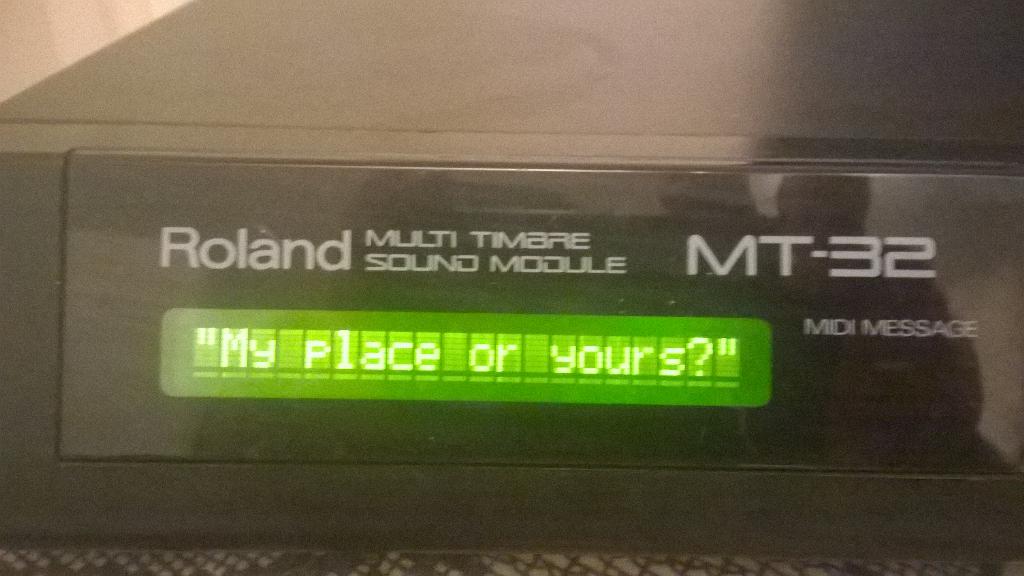 Roland MULTI TIMBRE SOUND MODULE MT-32
MIDI MESSAGE
"My place or yours?"